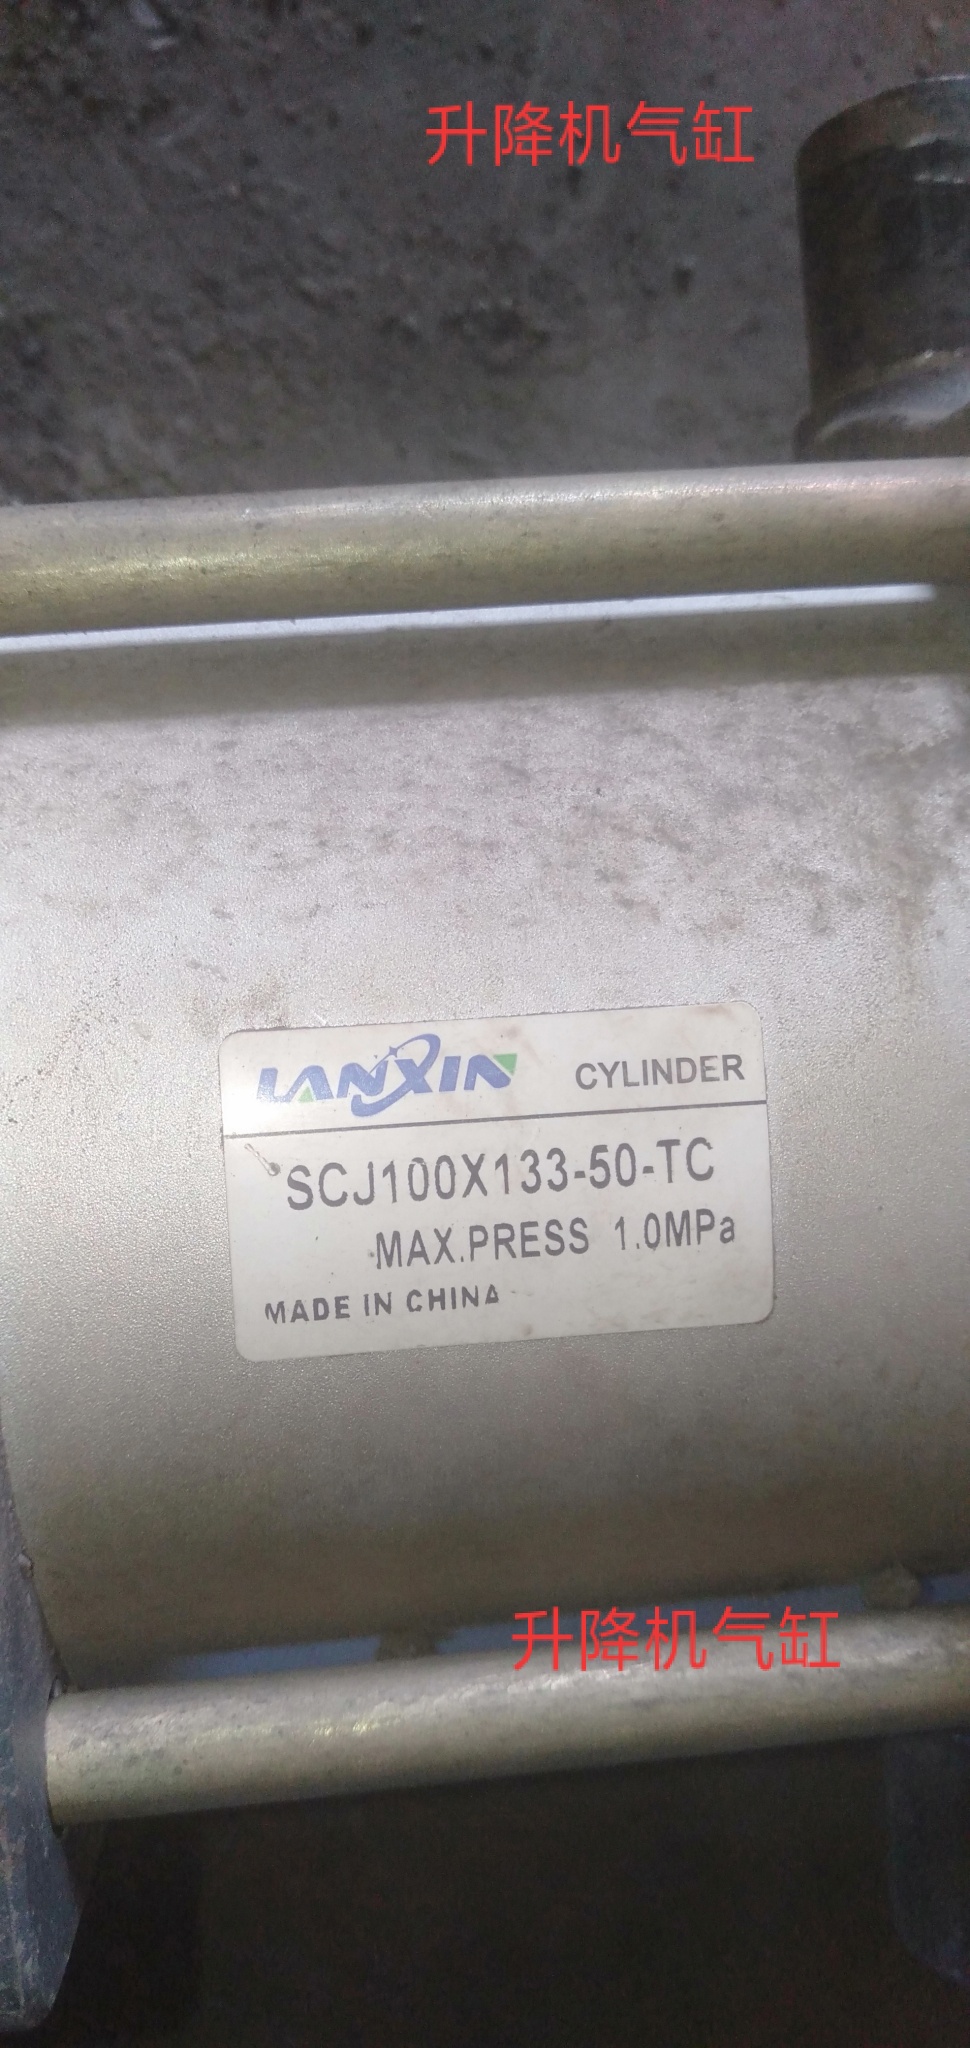 升降机气缸
LANXIN CYLINDER
SCJ100X133-50-TC
MAX.PRESS 1.0MPa
MADE IN CHINA
升降机气缸